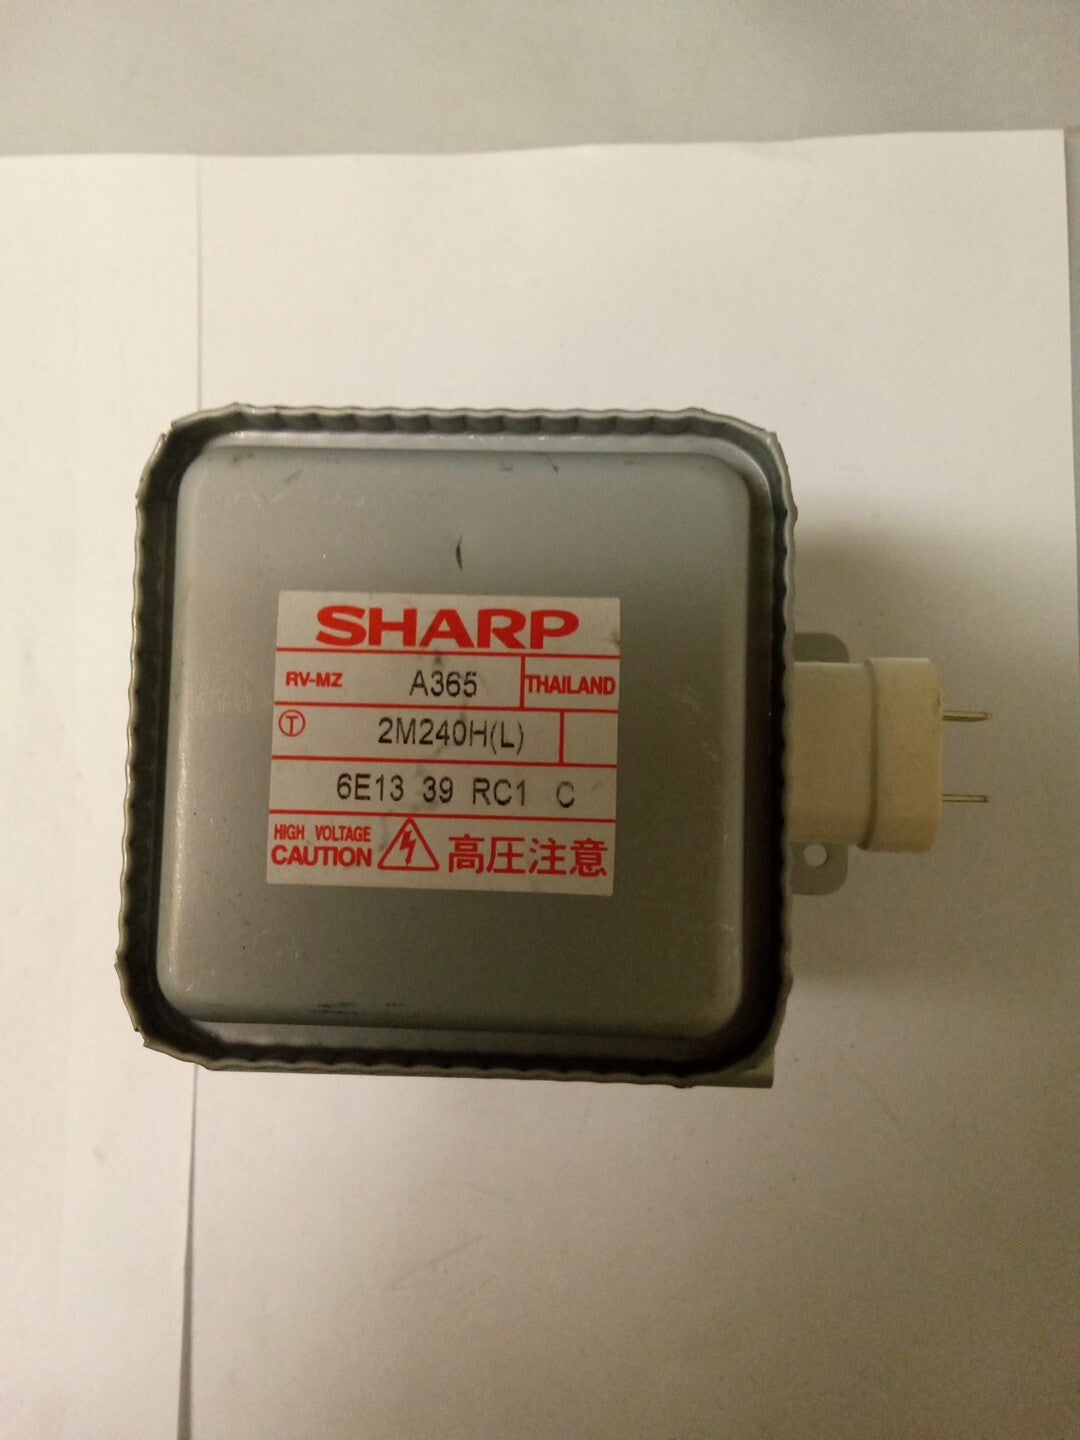 SHARP
RV-MZ A365 THAILAND
T 2M240H(L)
6E13 39 RC1 C
HIGH VOLTAGE
CAUTION 高圧注意